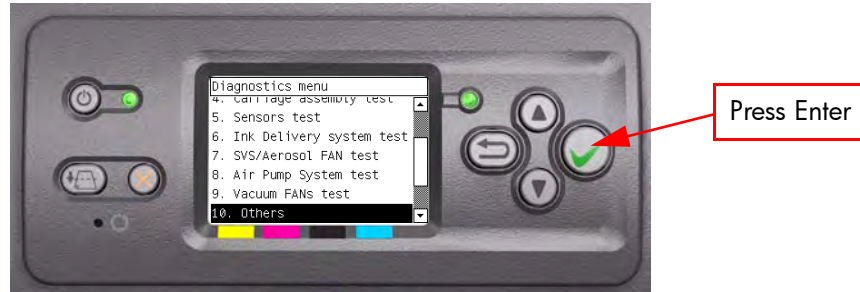 Diagnostics menu
4. Carriage assembly test
5. Sensors test
6. Ink Delivery system test
7. SVS/Aerosol FAN test
8. Air Pump System test
9. Vacuum FANs test
10. Others
Press Enter